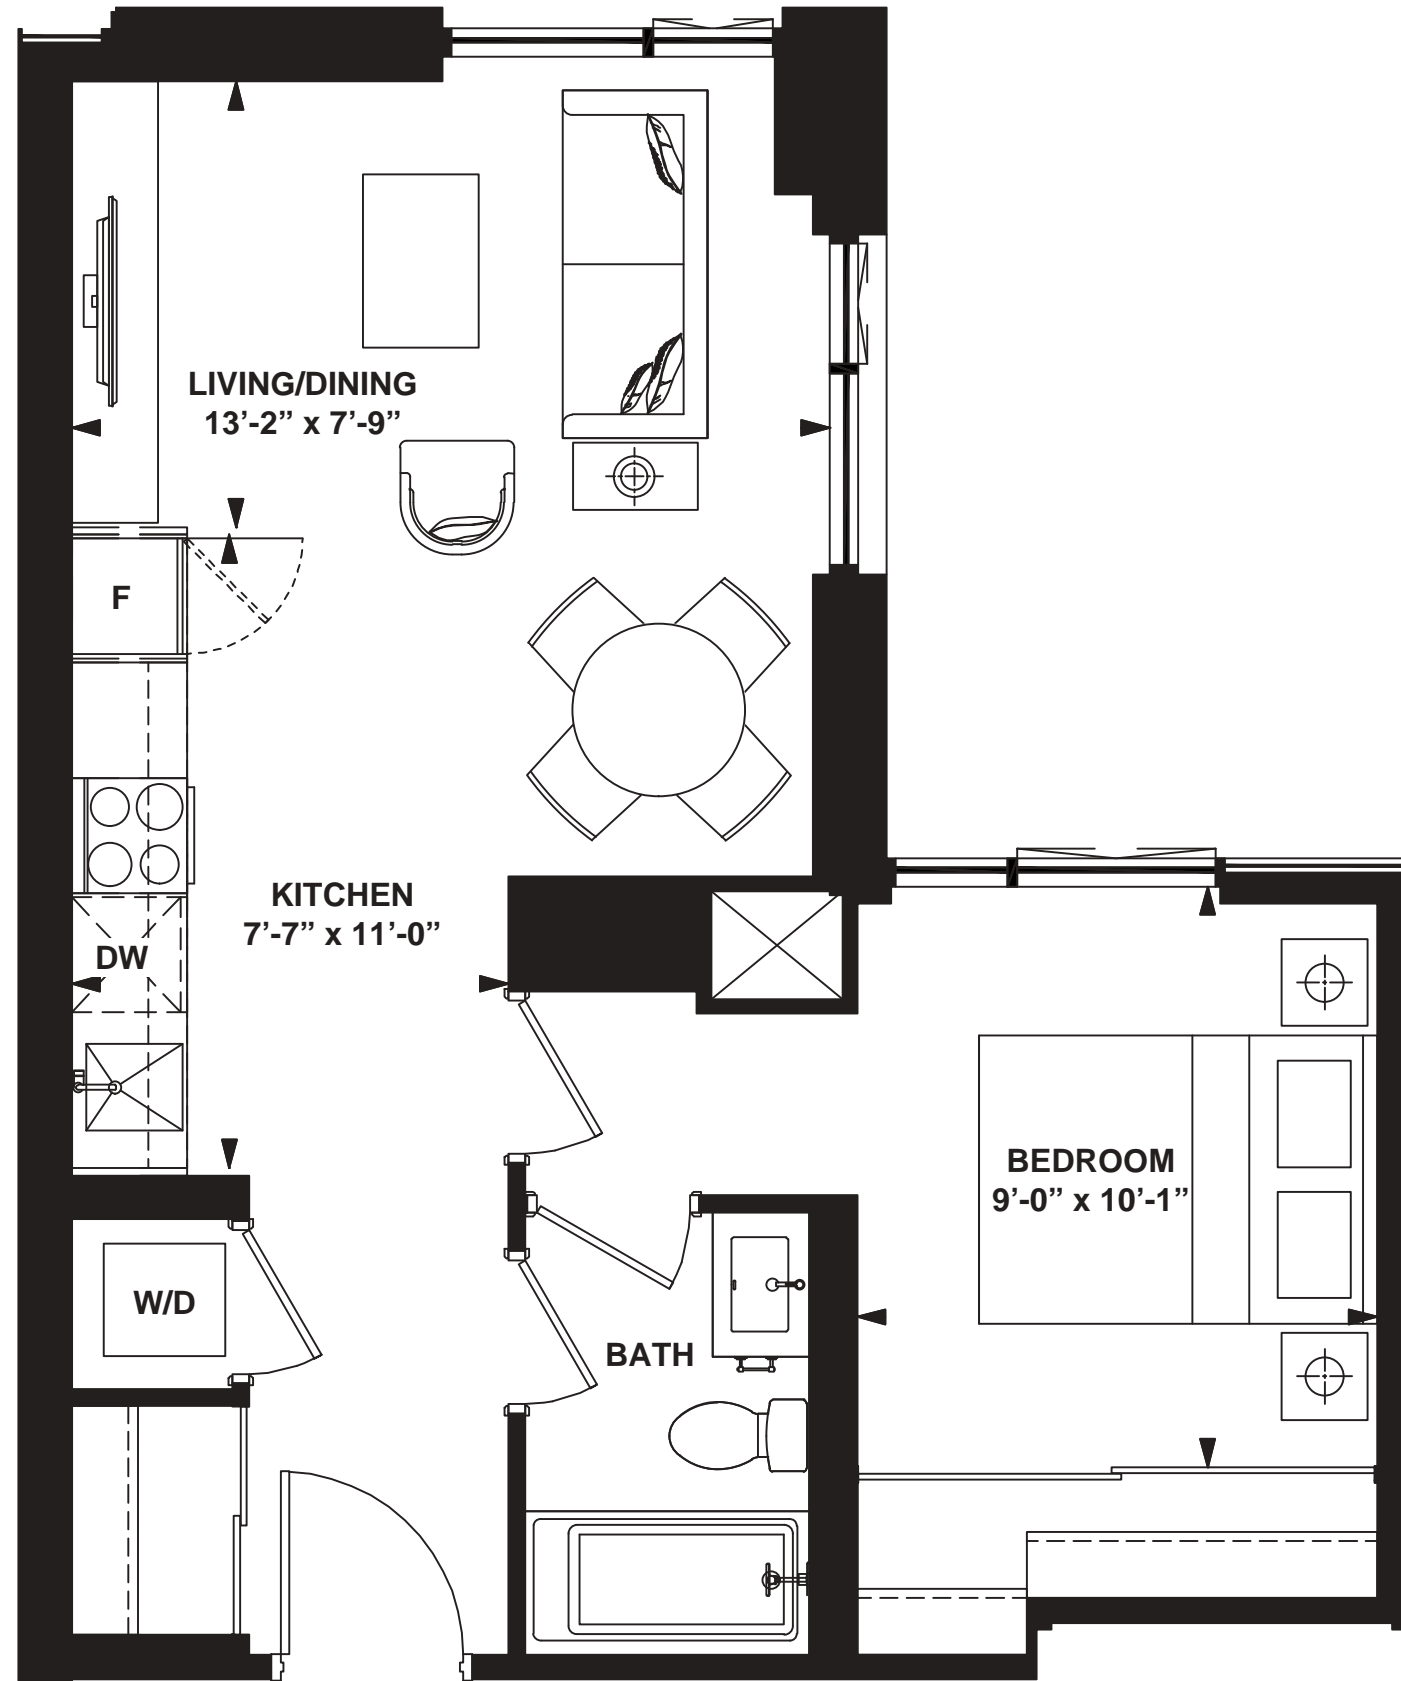 LIVING/DINING
13’-2” x 7’-9”
F
KITCHEN
7’-7” x 11’-0”
DW
BEDROOM
9’-0” x 10’-1”
W/D
BATH